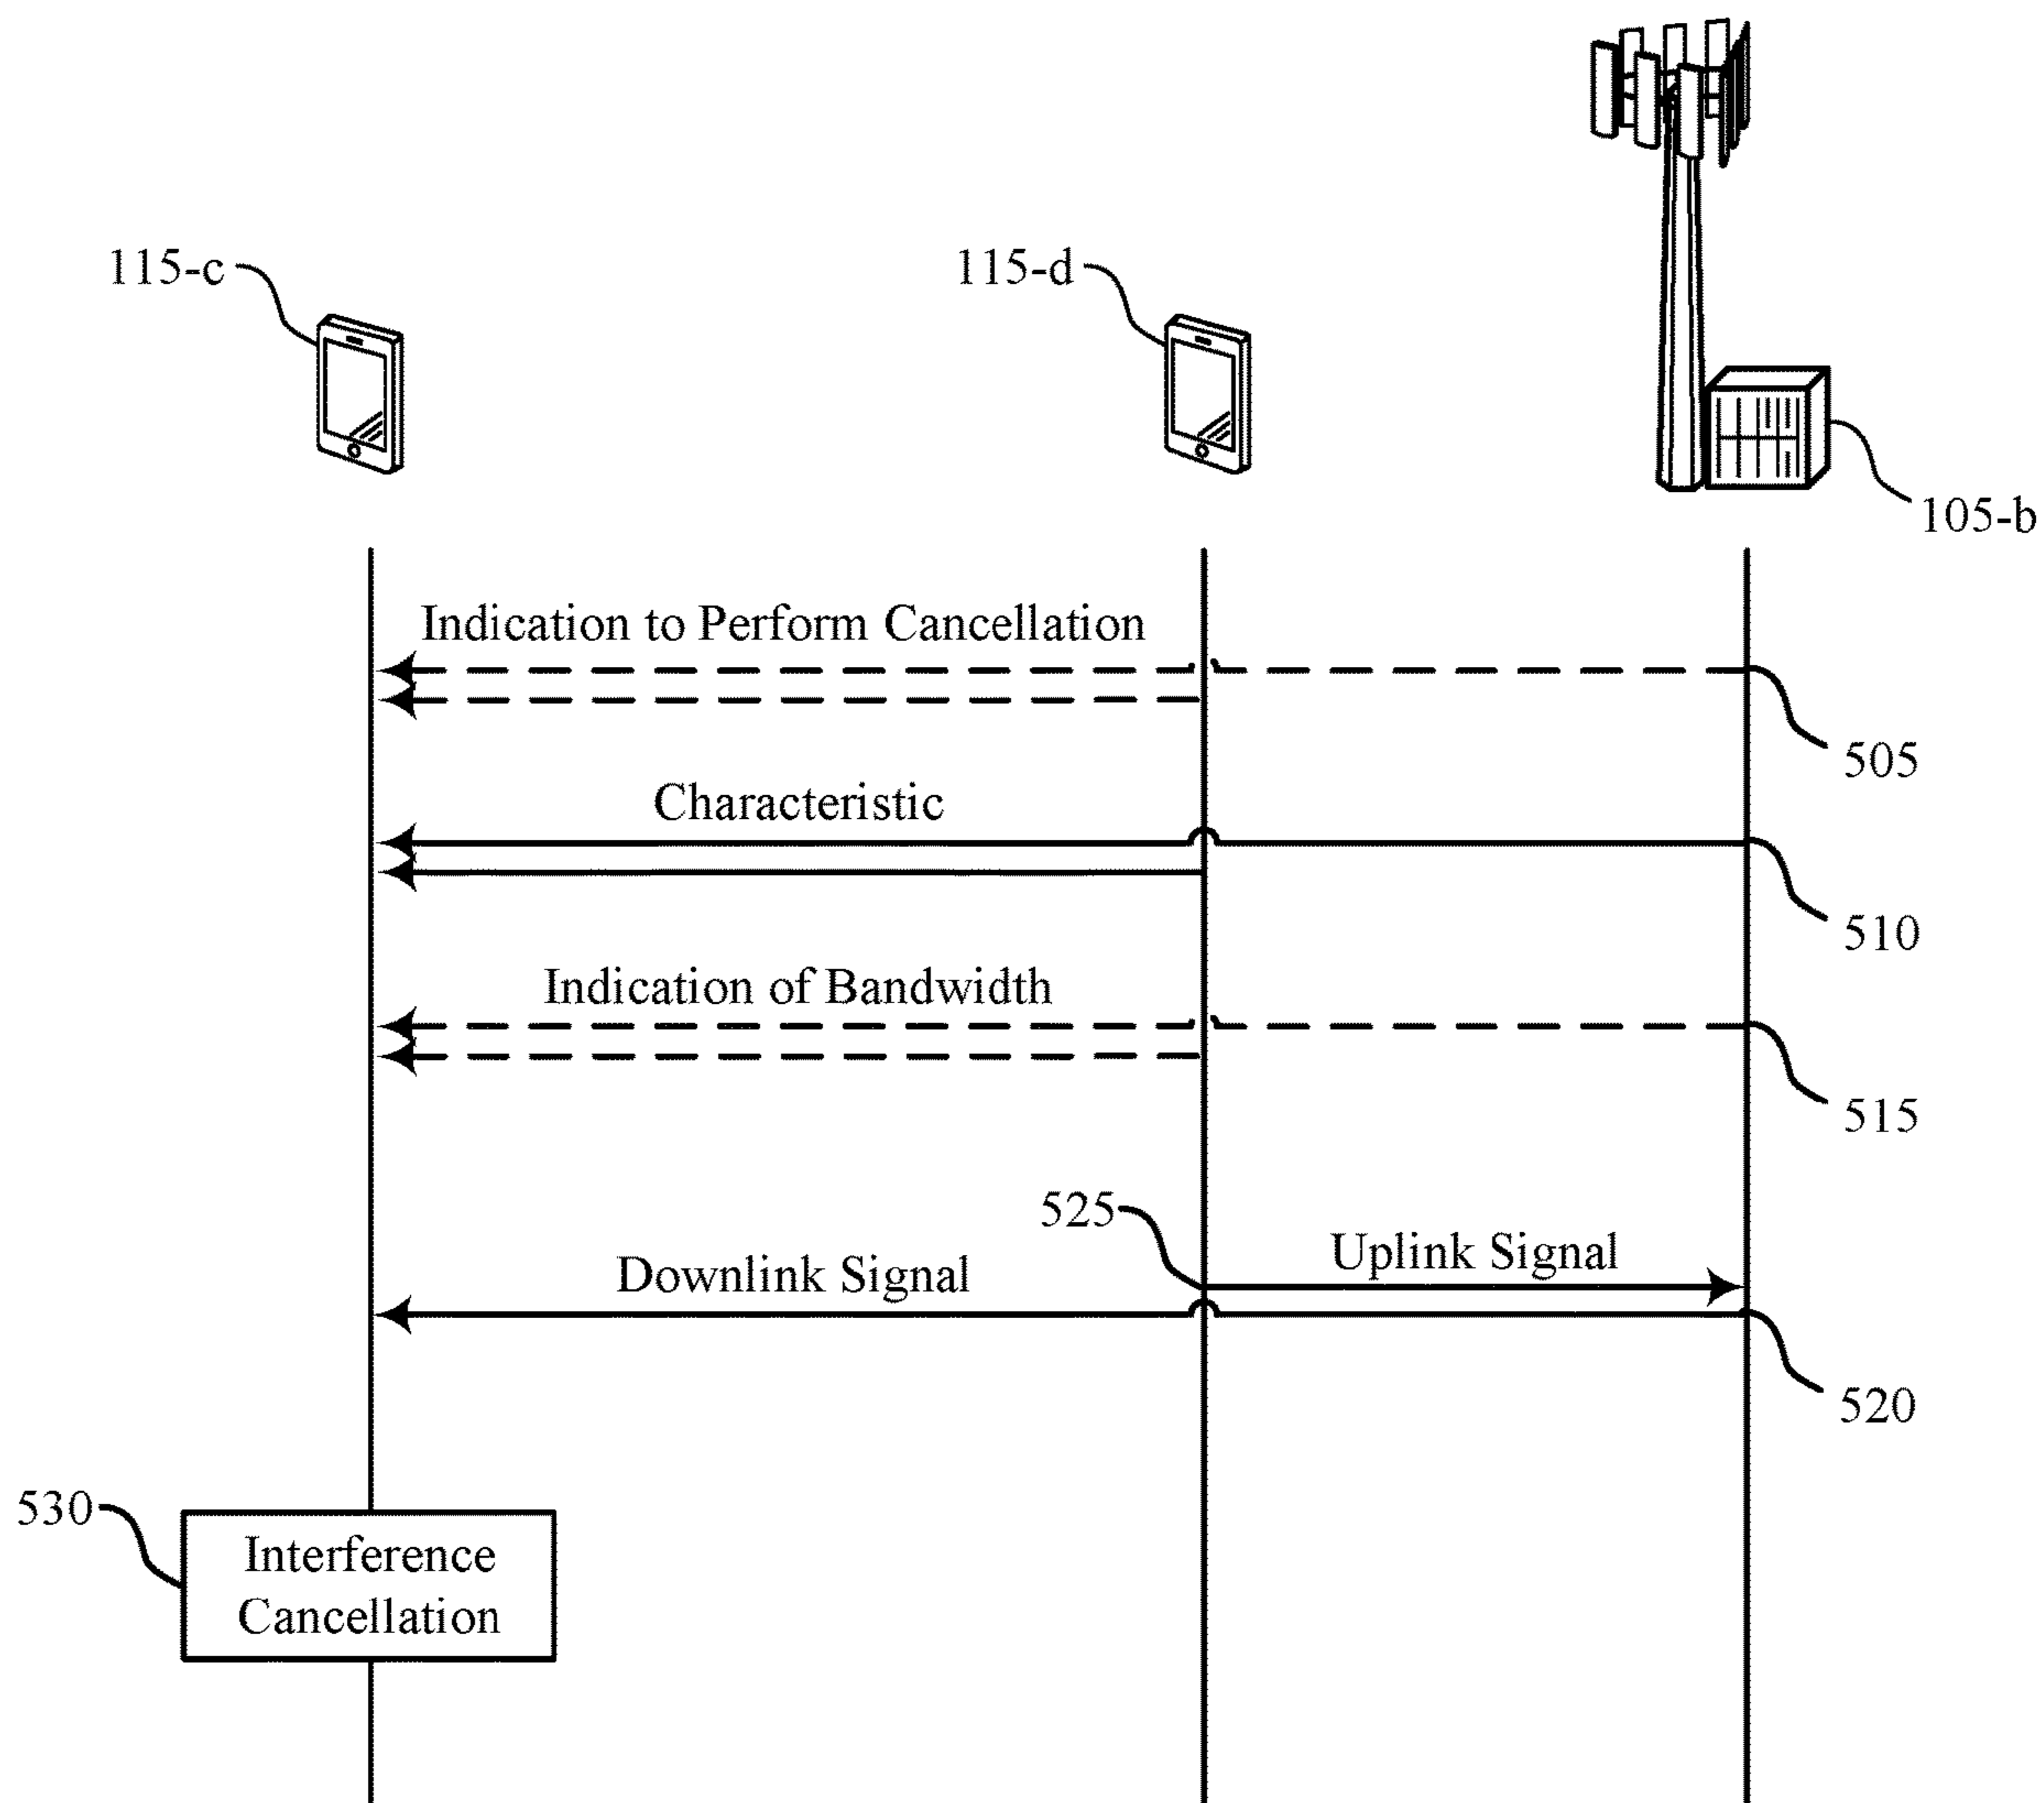 115-c
115-d
105-b
Indication to Perform Cancellation
505
Characteristic
510
Indication of Bandwidth
515
525
Uplink Signal
Downlink Signal
520
530
Interference
Cancellation